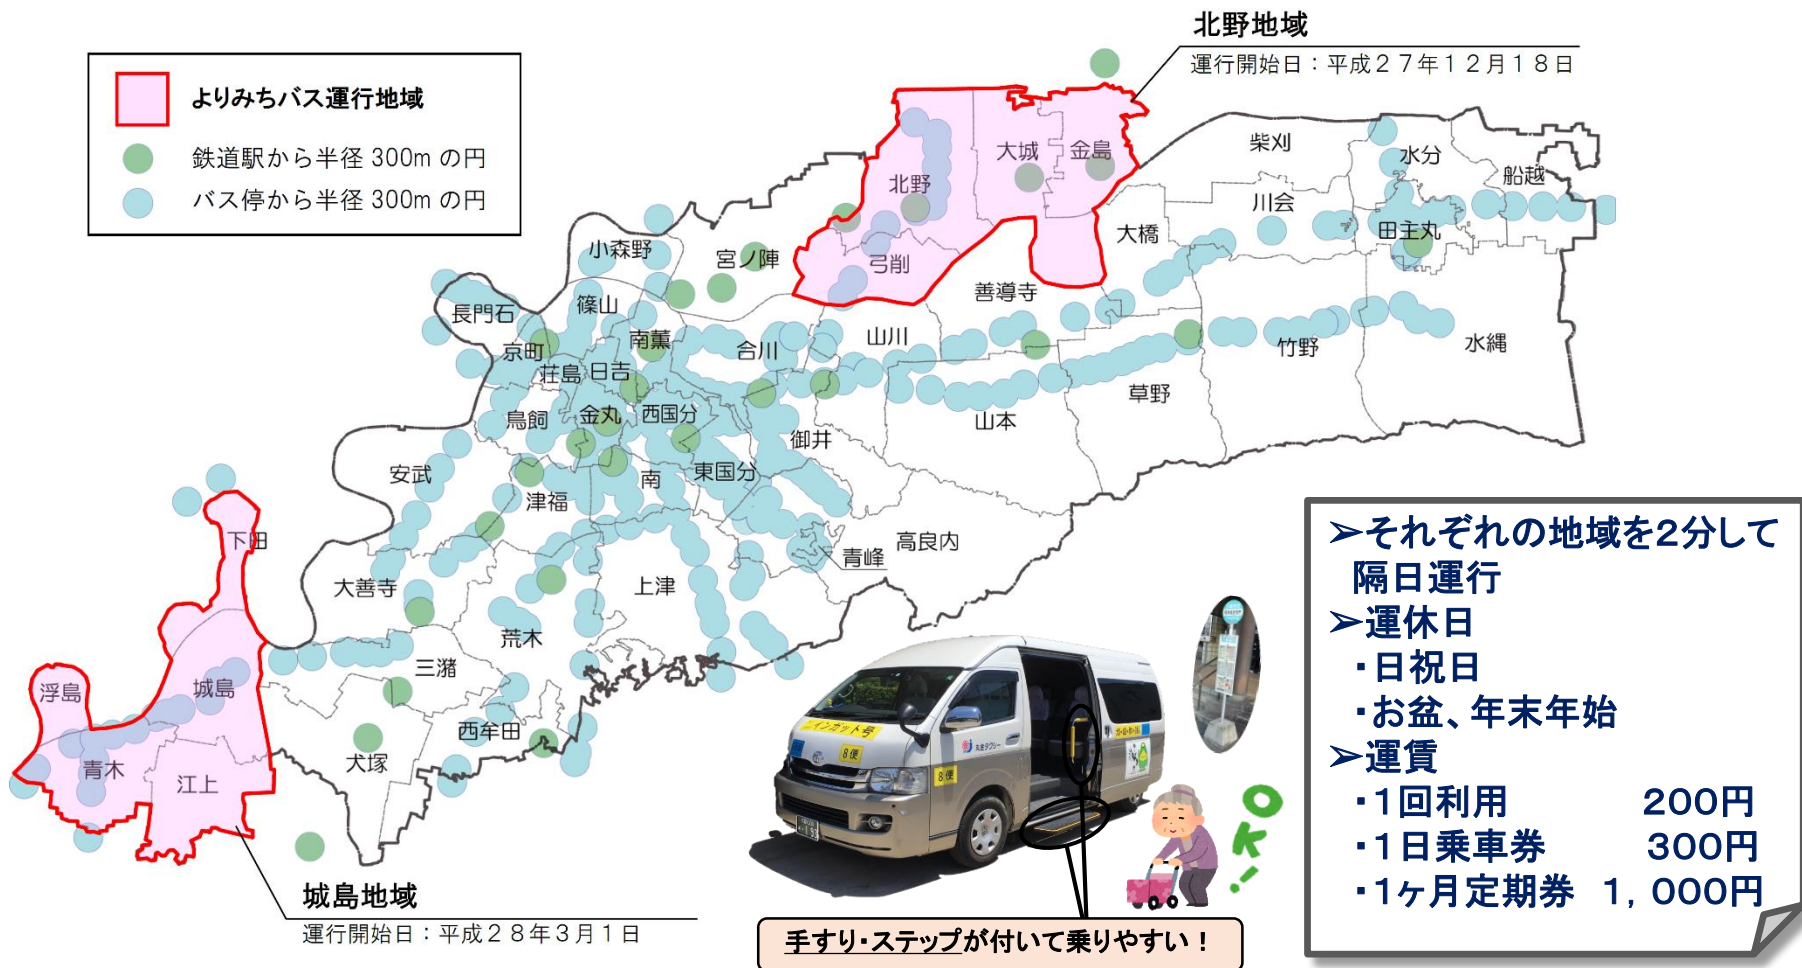 北野地域
運行開始日：平成２７年１２月１８日
よりみちバス運行地域
鉄道駅から半径 300m の円
バス停から半径 300m の円
柴刈
水分
船越
大城
金島
北野
川会
大橋
田主丸
小森野
宮ノ陣
弓削
善導寺
長門石
篠山
京町
南薫
合川
山川
竹野
水縄
荘島
日吉
草野
鳥飼
金丸
西国分
山本
御井
安武
津福
南
東国分
下田
高良内
青峰
大善寺
上津
荒木
三潴
浮島
城島
西牟田
青木
江上
犬塚
城島地域
運行開始日：平成２８年３月１日
➢それぞれの地域を2分して
隔日運行
➢運休日
・日祝日
・お盆、年末年始
➢運賃
・1回利用 200円
・1日乗車券 300円
・1ヶ月定期券 1，000円
8便
8便
OK!
手すり・ステップが付いて乗りやすい！